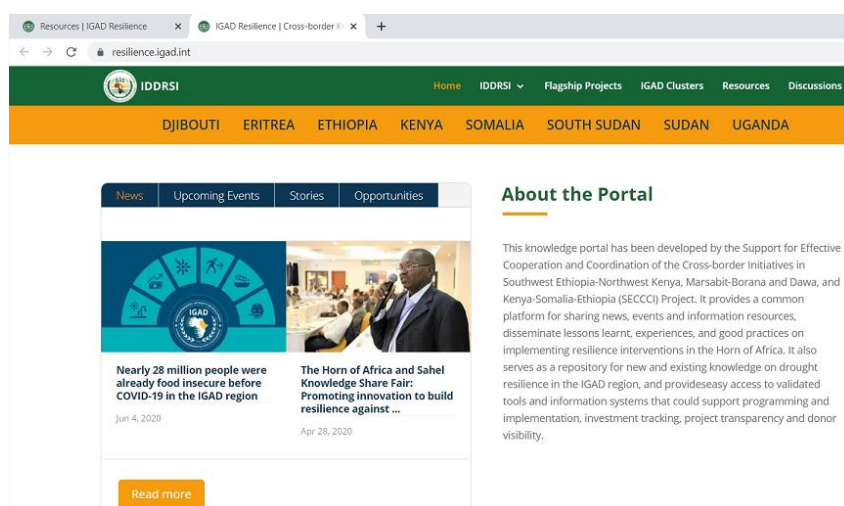 Resources | IGAD Resilience
IGAD Resilience | Cross-border K
resilience.igad.int
IDDRSI
Home IDDRSI Flagship Projects IGAD Clusters Resources Discussions
DJIBOUTI ERITREA ETHIOPIA KENYA SOMALIA SOUTH SUDAN SUDAN UGANDA
News Upcoming Events Stories Opportunities
IGAD
Nearly 28 million people were
already food insecure before
COVID-19 in the IGAD region
Jun 4, 2020
The Horn of Africa and Sahel
Knowledge Share Fair:
Promoting innovation to build
resilience against ...
Apr 28, 2020
Read more
About the Portal
This knowledge portal has been developed by the Support for Effective
Cooperation and Coordination of the Cross-border Initiatives in
Southwest Ethiopia-Northwest Kenya, Marsabit-Borana and Dawa, and
Kenya-Somalia-Ethiopia (SECCCI) Project. It provides a common
platform for sharing news, events and information resources,
disseminate lessons learnt, experiences, and good practices on
implementing resilience interventions in the Horn of Africa. It also
serves as a repository for new and existing knowledge on drought
resilience in the IGAD region, and provideseasy access to validated
tools and information systems that could support programming and
implementation, investment tracking, project transparency and donor
visibility.